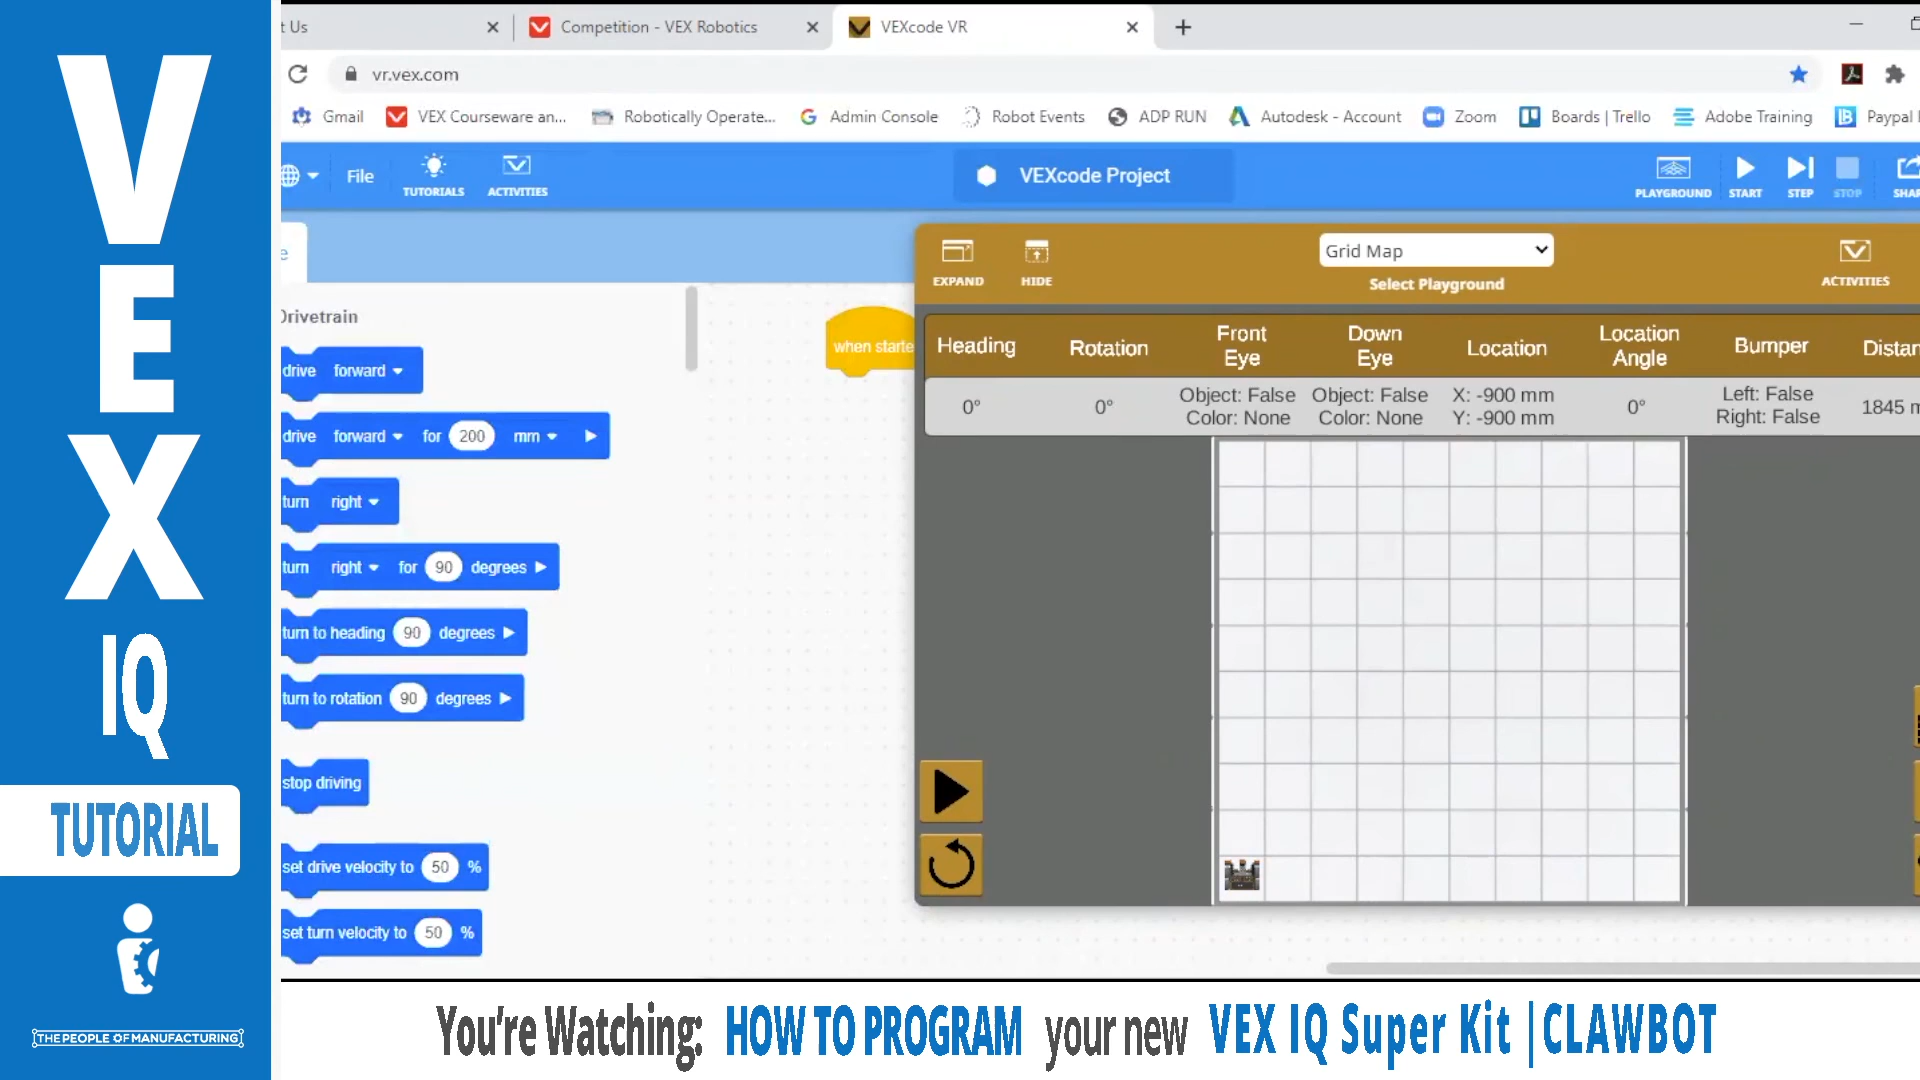 VEX
IQ
TUTORIAL
THE PEOPLE OF MANUFACTURING
t Us
Competition - VEX Robotics
VEXcode VR
vr.vex.com
Gmail
VEX Courseware an...
Robotically Operate...
Admin Console
Robot Events
ADP RUN
Autodesk - Account
Zoom
Boards | Trello
Adobe Training
Paypal
File
TUTORIALS
ACTIVITIES
VEXcode Project
PLAYGROUND
START
STEP
STOP
SHAR
e
EXPAND
HIDE
Grid Map
Select Playground
ACTIVITIES
Drivetrain
drive forward
drive forward for 200 mm
turn right
turn right for 90 degrees
turn to heading 90 degrees
turn to rotation 90 degrees
stop driving
set drive velocity to 50 %
set turn velocity to 50 %
when starte
Heading
Rotation
Front
Eye
Down
Eye
Location
Location
Angle
Bumper
Distan
0°
0°
Object: False
Color: None
Object: False
Color: None
X: -900 mm
Y: -900 mm
0°
Left: False
Right: False
1845 m
You're Watching: HOW TO PROGRAM your new VEX IQ Super Kit | CLAWBOT